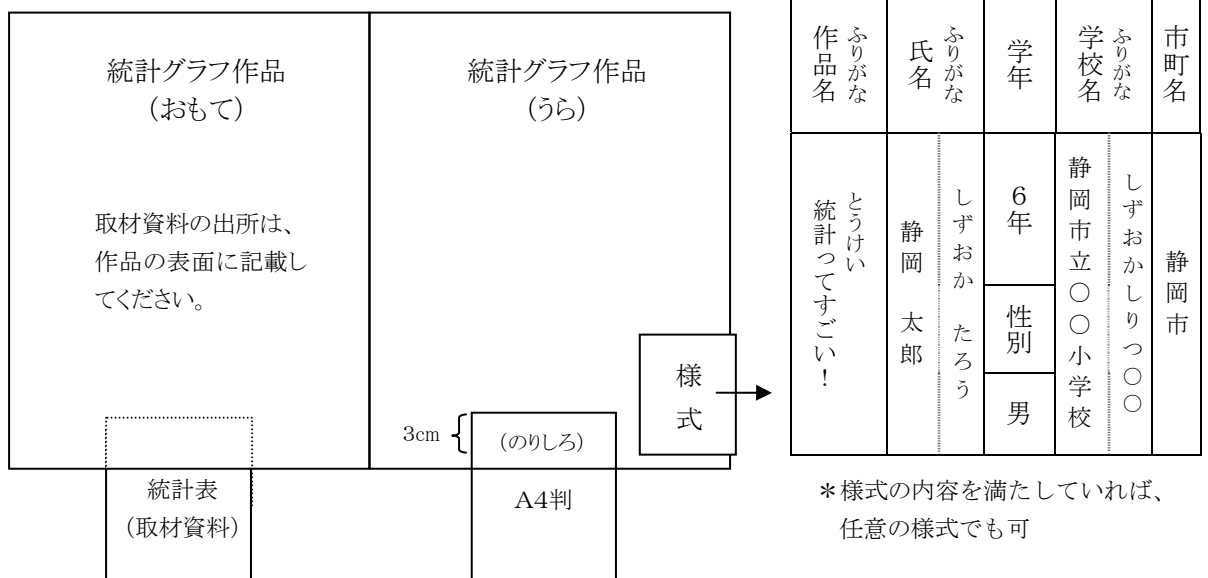 統計グラフ作品
(おもて)
取材資料の出所は、
作品の表面に記載し
てください。
統計表
(取材資料)
統計グラフ作品
(うら)
様式
3cm
(のりしろ)
A4判
市町名
静岡市
ふりがな
学校名
しずおかしりつ○○
静岡市立○○小学校
学年
6年
性別
男
ふりがな
氏名
しずおか たろう
静岡 太郎
ふりがな
作品名
とうけい
統計ってすごい!
*様式の内容を満たしていれば、
任意の様式でも可